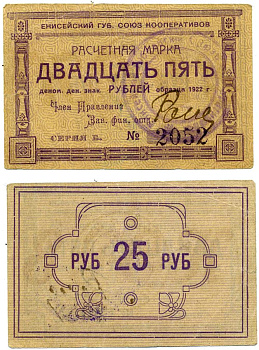 ЕНИСЕЙСКИЙ ГУБ. СОЮЗ КООПЕРАТИВОВ
РАСЧЕТНАЯ МАРКА
ДВАДЦАТЬ ПЯТЬ
деном. ден. знак. РУБЛЕЙ образца 1922 г.
Член Правления
Зав. фин. отд.
СЕРИЯ Е. № 2052
РУБ 25 РУБ